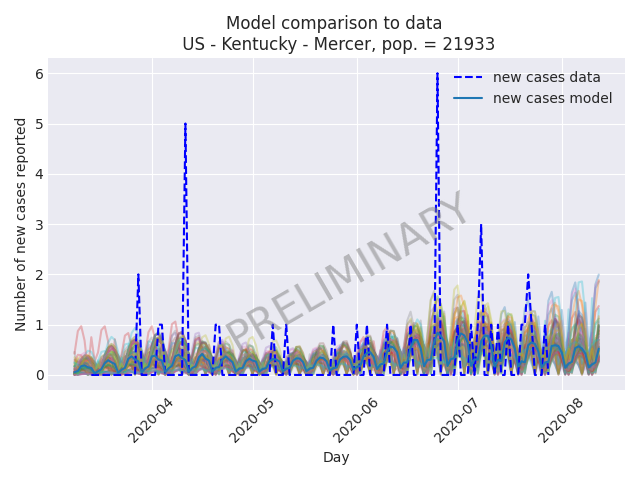 Model comparison to data
US - Kentucky - Mercer, pop. = 21933
new cases data
new cases model
Number of new cases reported
6
5
4
3
2
1
0
PRELIMINARY
2020-04
2020-05
2020-06
2020-07
2020-08
Day